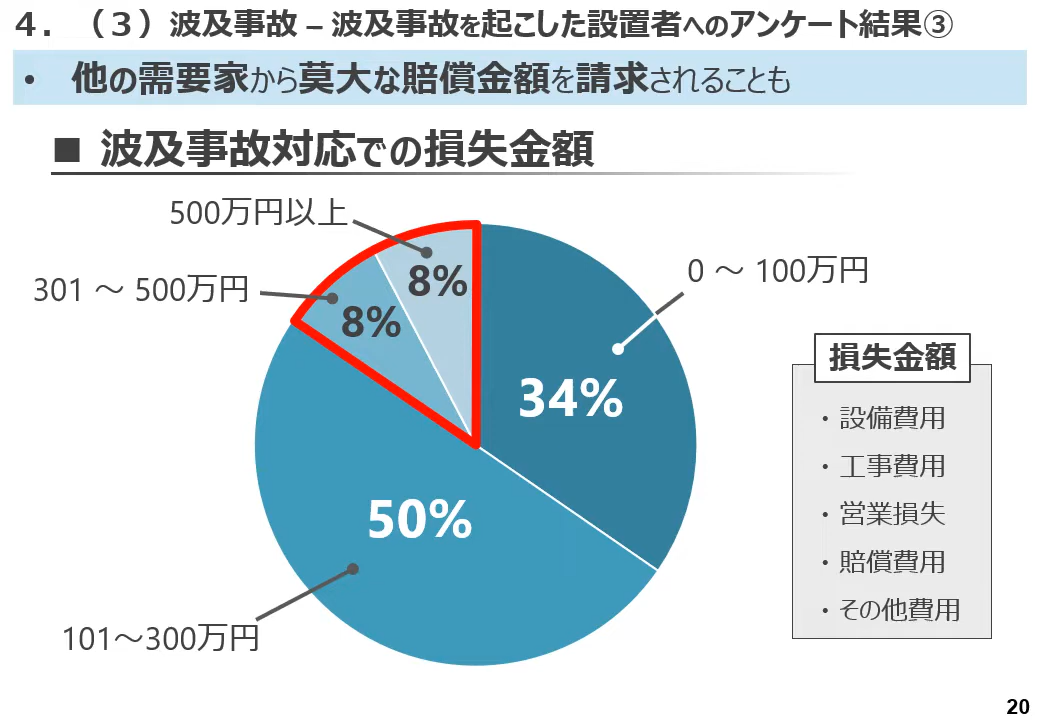 ４．（３）波及事故 – 波及事故を起こした設置者へのアンケート結果③
• 他の需要家から莫大な賠償金額を請求されることも
■ 波及事故対応での損失金額
500万円以上
8%
301 ～ 500万円
8%
0 ～ 100万円
34%
50%
101～300万円
損失金額
・設備費用
・工事費用
・営業損失
・賠償費用
・その他費用
20